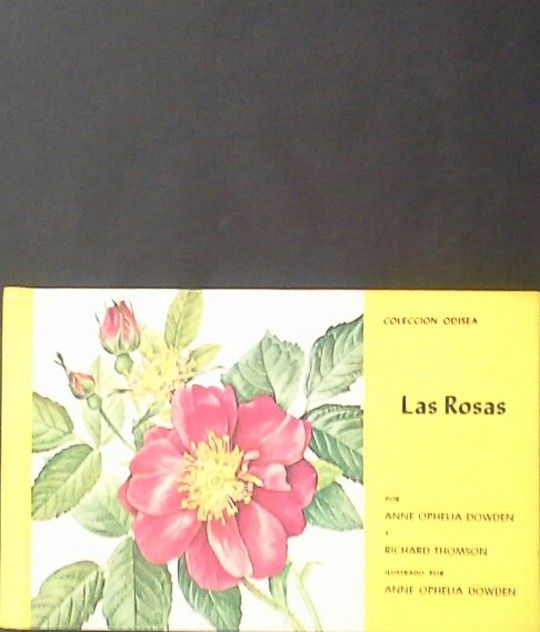 COLECCION ODISEA
Las Rosas
POR
ANNE OPHELIA DOWDEN
Y
RICHARD THOMSON
ILUSTRADO POR
ANNE OPHELIA DOWDEN